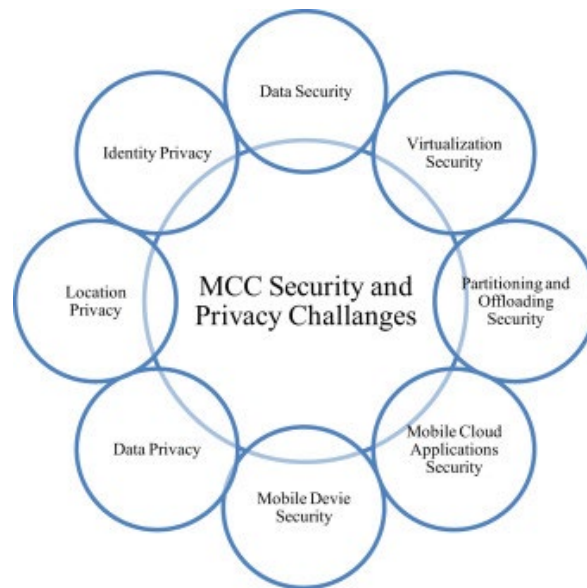 Data Security
Virtualization
Security
Partitioning and
Offloading
Security
Mobile Cloud
Applications
Security
Mobile Devie
Security
Data Privacy
Location
Privacy
Identity Privacy
MCC Security and
Privacy Challanges